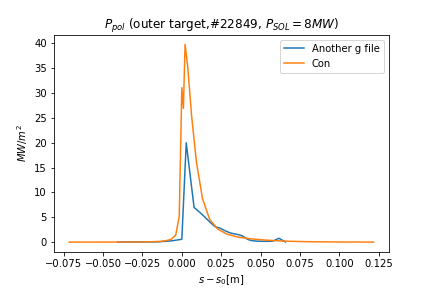 P_pol (outer target,#22849, P_SOL = 8MW)
Another g file
Con
40
35
30
25
20
15
10
5
0
MW/m²
−0.075 −0.050 −0.025 0.000 0.025 0.050 0.075 0.100 0.125
s − s₀[m]